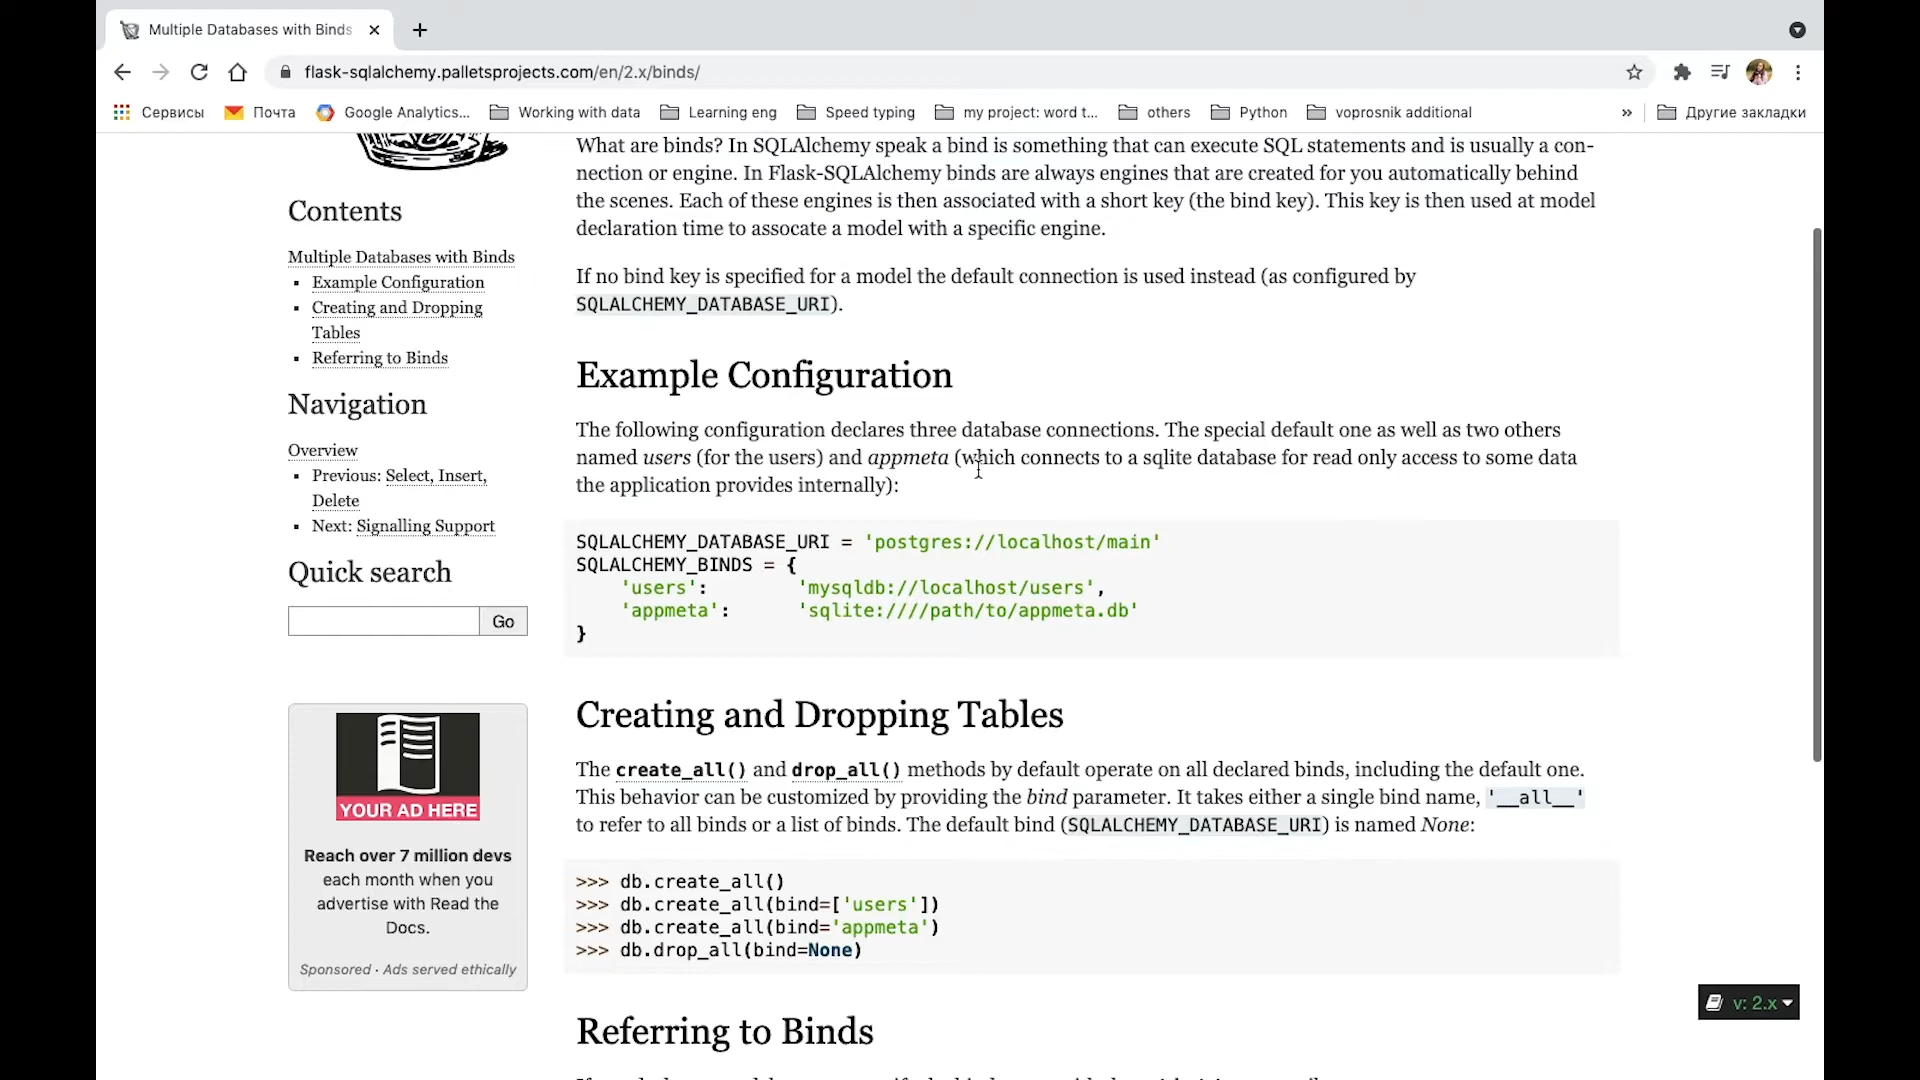 Multiple Databases with Binds
flask-sqlalchemy.palletsprojects.com/en/2.x/binds/
Сервисы
Почта
Google Analytics...
Working with data
Learning eng
Speed typing
my project: word t...
others
Python
voprosnik additional
»
Другие закладки
Contents
Multiple Databases with Binds
Example Configuration
Creating and Dropping
Tables
Referring to Binds
Navigation
Overview
Previous: Select, Insert,
Delete
Next: Signalling Support
Quick search
Go
YOUR AD HERE
Reach over 7 million devs
each month when you
advertise with Read the
Docs.
Sponsored · Ads served ethically
What are binds? In SQLAlchemy speak a bind is something that can execute SQL statements and is usually a con-
nection or engine. In Flask-SQLAlchemy binds are always engines that are created for you automatically behind
the scenes. Each of these engines is then associated with a short key (the bind key). This key is then used at model
declaration time to assocate a model with a specific engine.
If no bind key is specified for a model the default connection is used instead (as configured by
SQLALCHEMY_DATABASE_URI).
Example Configuration
The following configuration declares three database connections. The special default one as well as two others
named users (for the users) and appmeta (which connects to a sqlite database for read only access to some data
the application provides internally):
SQLALCHEMY_DATABASE_URI = 'postgres://localhost/main'
SQLALCHEMY_BINDS = {
'users': 'mysqldb://localhost/users',
'appmeta': 'sqlite:////path/to/appmeta.db'
}
Creating and Dropping Tables
The create_all() and drop_all() methods by default operate on all declared binds, including the default one.
This behavior can be customized by providing the bind parameter. It takes either a single bind name, '__all__'
to refer to all binds or a list of binds. The default bind (SQLALCHEMY_DATABASE_URI) is named None:
>>> db.create_all()
>>> db.create_all(bind=['users'])
>>> db.create_all(bind='appmeta')
>>> db.drop_all(bind=None)
v: 2.x
Referring to Binds